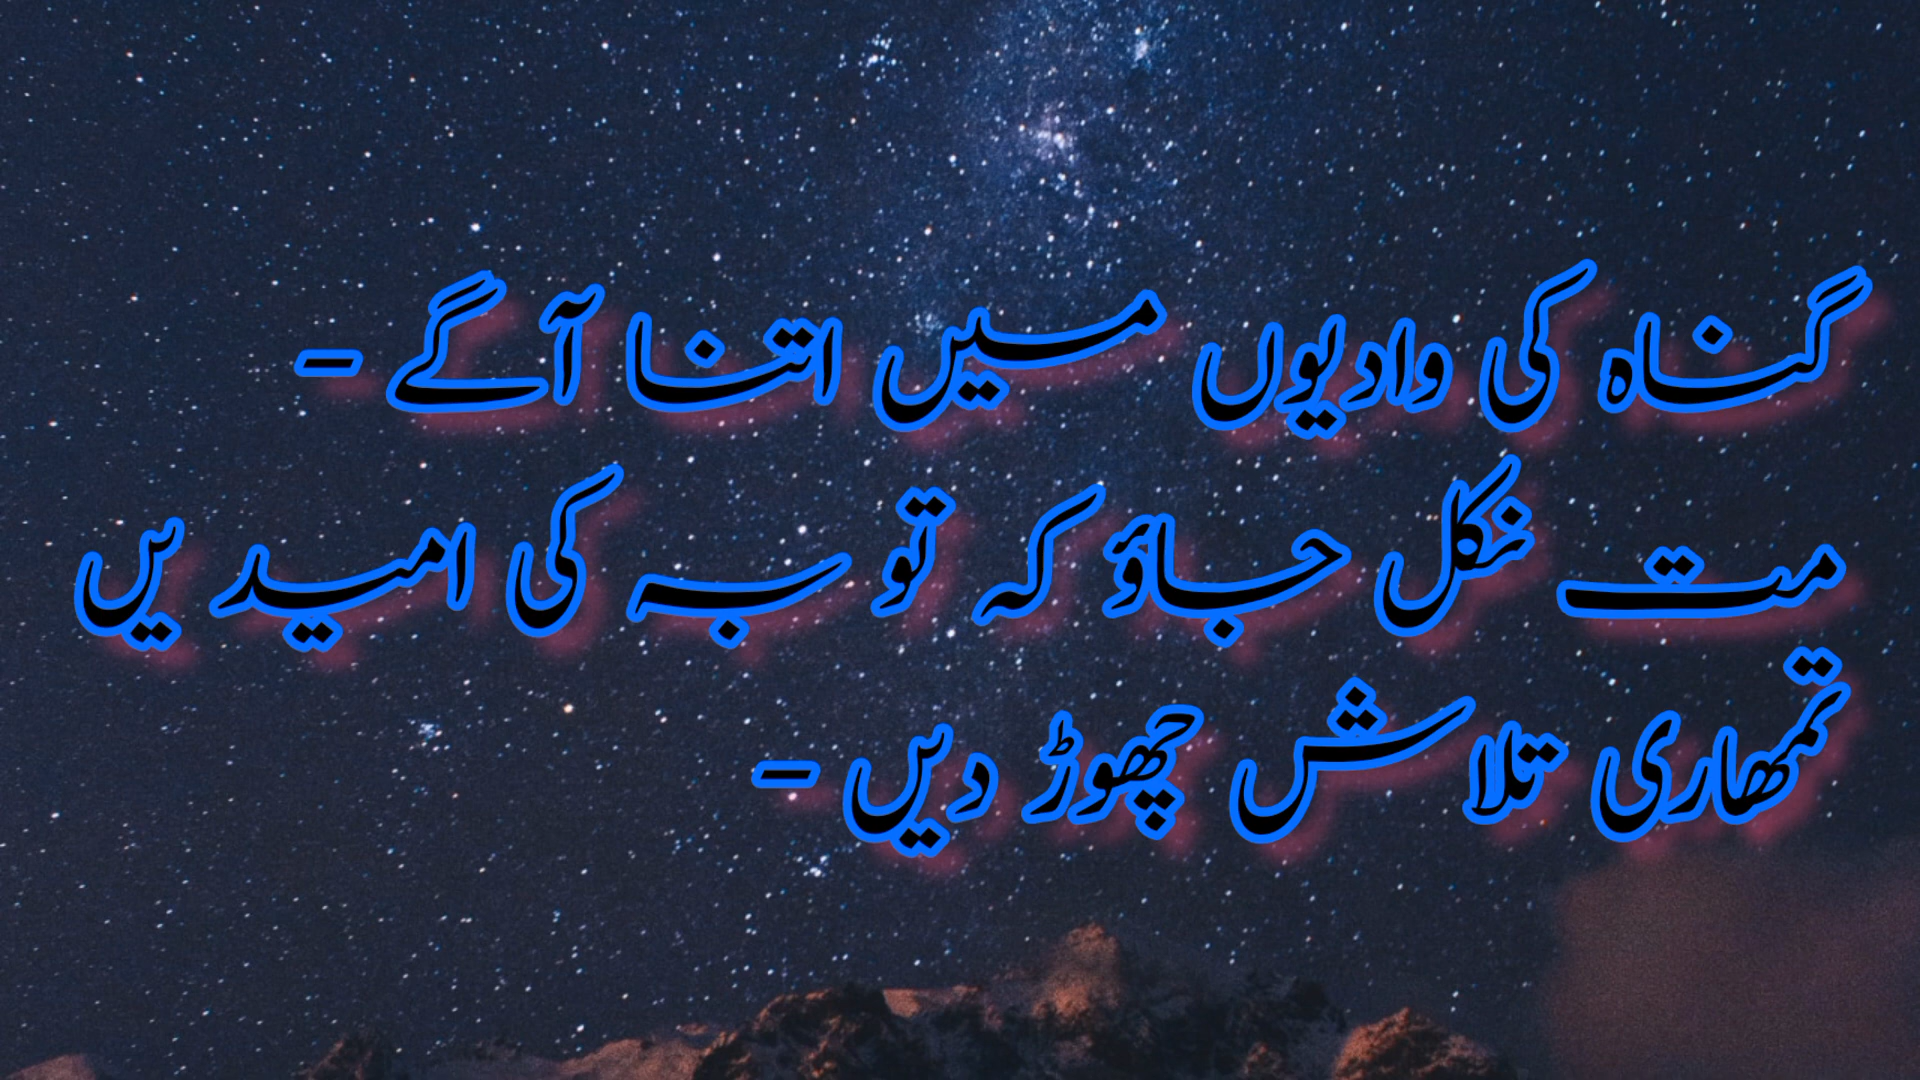 گناہ کی وادیوں میں اتنا آگے -
مت نکل جاؤ کہ توبہ کی امیدیں
تمھاری تلاش چھوڑ دیں -